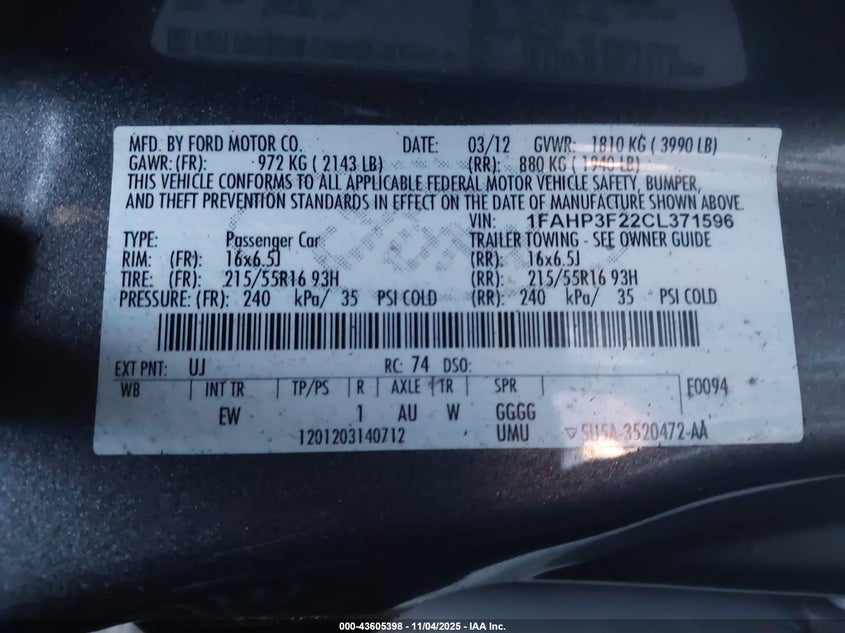 MFD. BY FORD MOTOR CO. DATE: 03/12 GVWR: 1810 KG ( 3990 LB)
GAWR: (FR): 972 KG ( 2143 LB) (RR): 880 KG ( 1940 LB)
THIS VEHICLE CONFORMS TO ALL APPLICABLE FEDERAL MOTOR VEHICLE SAFETY, BUMPER,
AND THEFT PREVENTION STANDARDS IN EFFECT ON THE DATE OF MANUFACTURE SHOWN ABOVE.
VIN: 1FAHP3F22CL371596
TYPE: Passenger Car TRAILER TOWING - SEE OWNER GUIDE
RIM: (FR): 16x6.5J (RR): 16x6.5J
TIRE: (FR): 215/55R16 93H (RR): 215/55R16 93H
PRESSURE: (FR): 240 kPa/ 35 PSI COLD (RR): 240 kPa/ 35 PSI COLD
EXT PNT: UJ RC: 74 DSO:
WB INT TR TP/PS R AXLE TR SPR F0094
EW 1 AU W GGGG
1201203140712 UMU ▽5U5A-3520472-AA
000-43605398 - 11/04/2025 - IAA Inc.